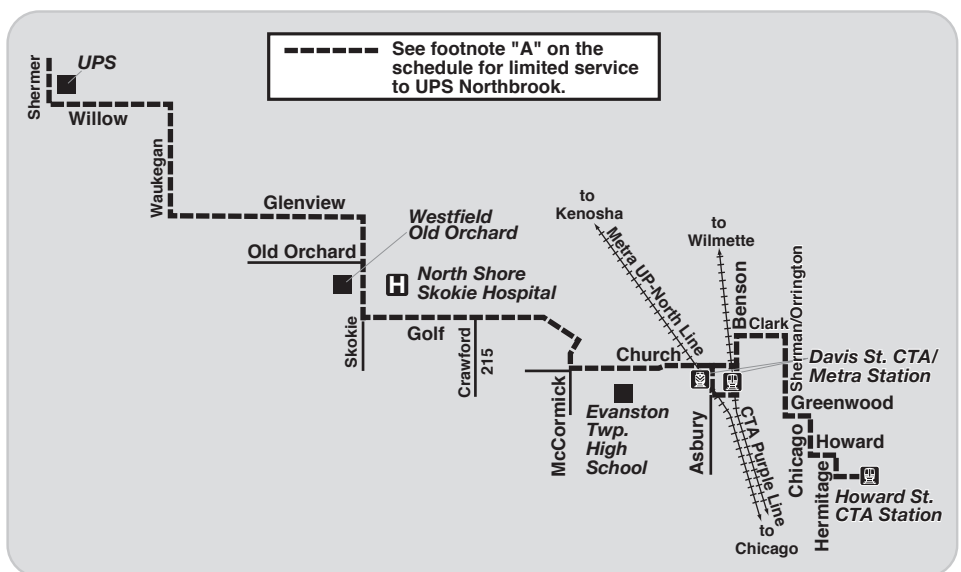 See footnote "A" on the
schedule for limited service
to UPS Northbrook.
Shermer
UPS
Willow
Waukegan
Glenview
Westfield
Old Orchard
Old Orchard
H
North Shore
Skokie Hospital
Skokie
Golf
Crawford
215
to
Kenosha
Metra UP-North Line
to
Wilmette
Benson
Clark
Sherman/Orrington
Church
Davis St. CTA/
Metra Station
McCormick
Evanston
Twp.
High
School
Asbury
CTA Purple Line
to
Chicago
Greenwood
Chicago
Howard
Hermitage
Howard St.
CTA Station